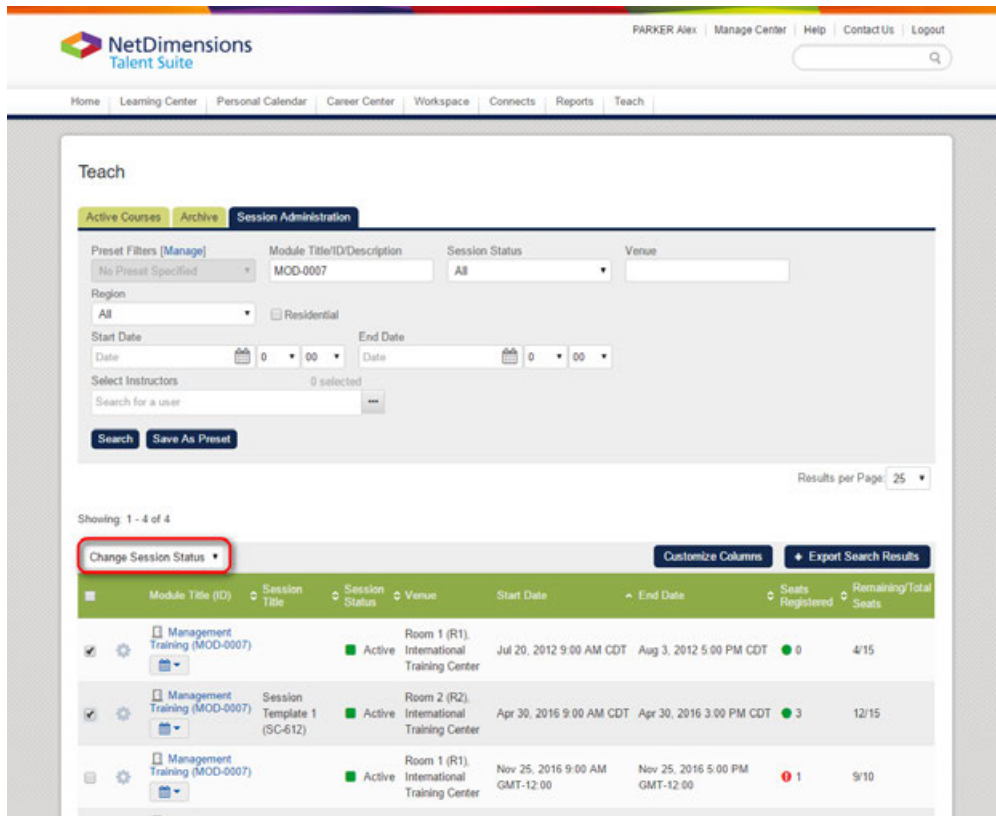 PARKER Alex Manage Center Help Contact Us Logout
NetDimensions
Talent Suite
Home Learning Center Personal Calendar Career Center Workspace Connects Reports Teach
Teach
Active Courses Archive Session Administration
Preset Filters [Manage] Module Title/ID/Description Session Status Venue
No Preset Specified MOD-0007 All
Region
All Residential
Start Date End Date
Date 0 00 Date 0 00
Select Instructors 0 selected
Search for a user ...
Search Save As Preset
Results per Page: 25
Showing: 1 - 4 of 4
Change Session Status Customize Columns + Export Search Results
Module Title (ID) Session Title Session Status Venue Start Date End Date Seats Registered Remaining/Total Seats
Management Room 1 (R1),
Training (MOD-0007) Active International Jul 20, 2012 9:00 AM CDT Aug 3, 2012 5:00 PM CDT 0 4/15
Training Center
Management Session Room 2 (R2),
Training (MOD-0007) Template 1 Active International Apr 30, 2016 9:00 AM CDT Apr 30, 2016 3:00 PM CDT 3 12/15
(SC-612) Training Center
Management Room 1 (R1),
Training (MOD-0007) Active International Nov 25, 2016 9:00 AM Nov 25, 2016 5:00 PM 1 9/10
Training Center GMT-12:00 GMT-12:00